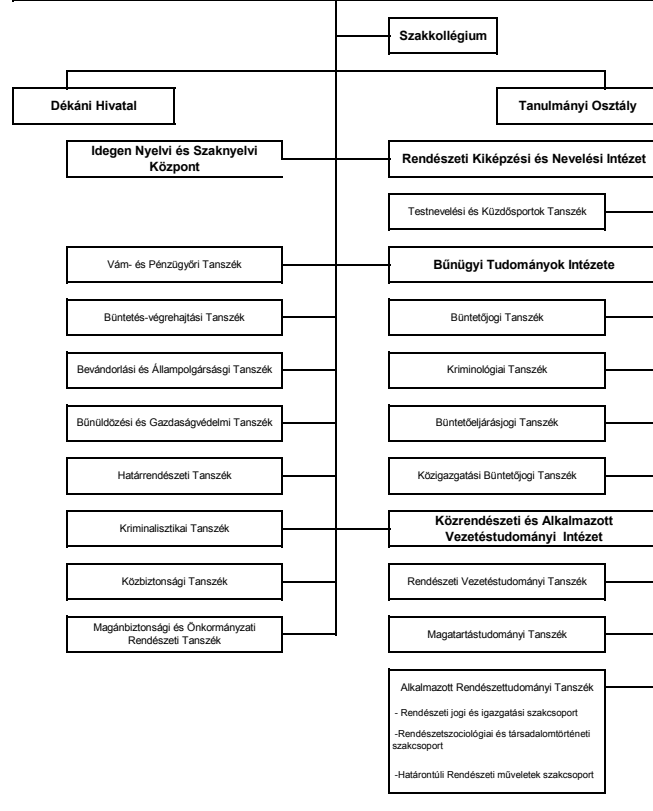 Szakkollégium
Dékáni Hivatal
Tanulmányi Osztály
Idegen Nyelvi és Szaknyelvi
Központ
Rendészeti Kiképzési és Nevelési Intézet
Testnevelési és Küzdősportok Tanszék
Vám- és Pénzügyőri Tanszék
Bűnügyi Tudományok Intézete
Büntetés-végrehajtási Tanszék
Büntetőjogi Tanszék
Bevándorlási és Állampolgársásgi Tanszék
Kriminológiai Tanszék
Bűnüldözési és Gazdaságvédelmi Tanszék
Büntetőeljárásjogi Tanszék
Határrendészeti Tanszék
Közigazgatási Büntetőjogi Tanszék
Kriminalisztikai Tanszék
Közrendészeti és Alkalmazott
Vezetéstudományi Intézet
Közbiztonsági Tanszék
Rendészeti Vezetéstudományi Tanszék
Magánbiztonsági és Önkormányzati
Rendészeti Tanszék
Magatartástudományi Tanszék
Alkalmazott Rendészettudományi Tanszék
- Rendészeti jogi és igazgatási szakcsoport
-Rendészetszociológiai és társadalomtörténeti
szakcsoport
-Határontúli Rendészeti műveletek szakcsoport